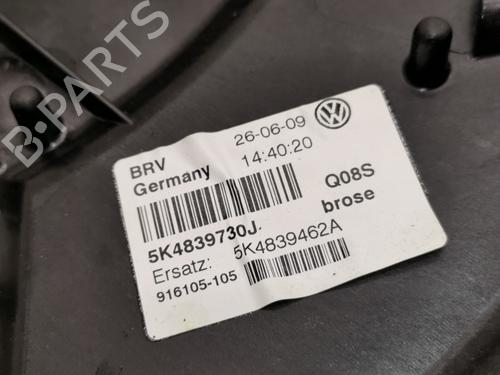 BRV
26-06-09
Germany
14:40:20
Q08S
brose
5K4839730J
Ersatz:
5K4839462A
916105-105
B-PARTS